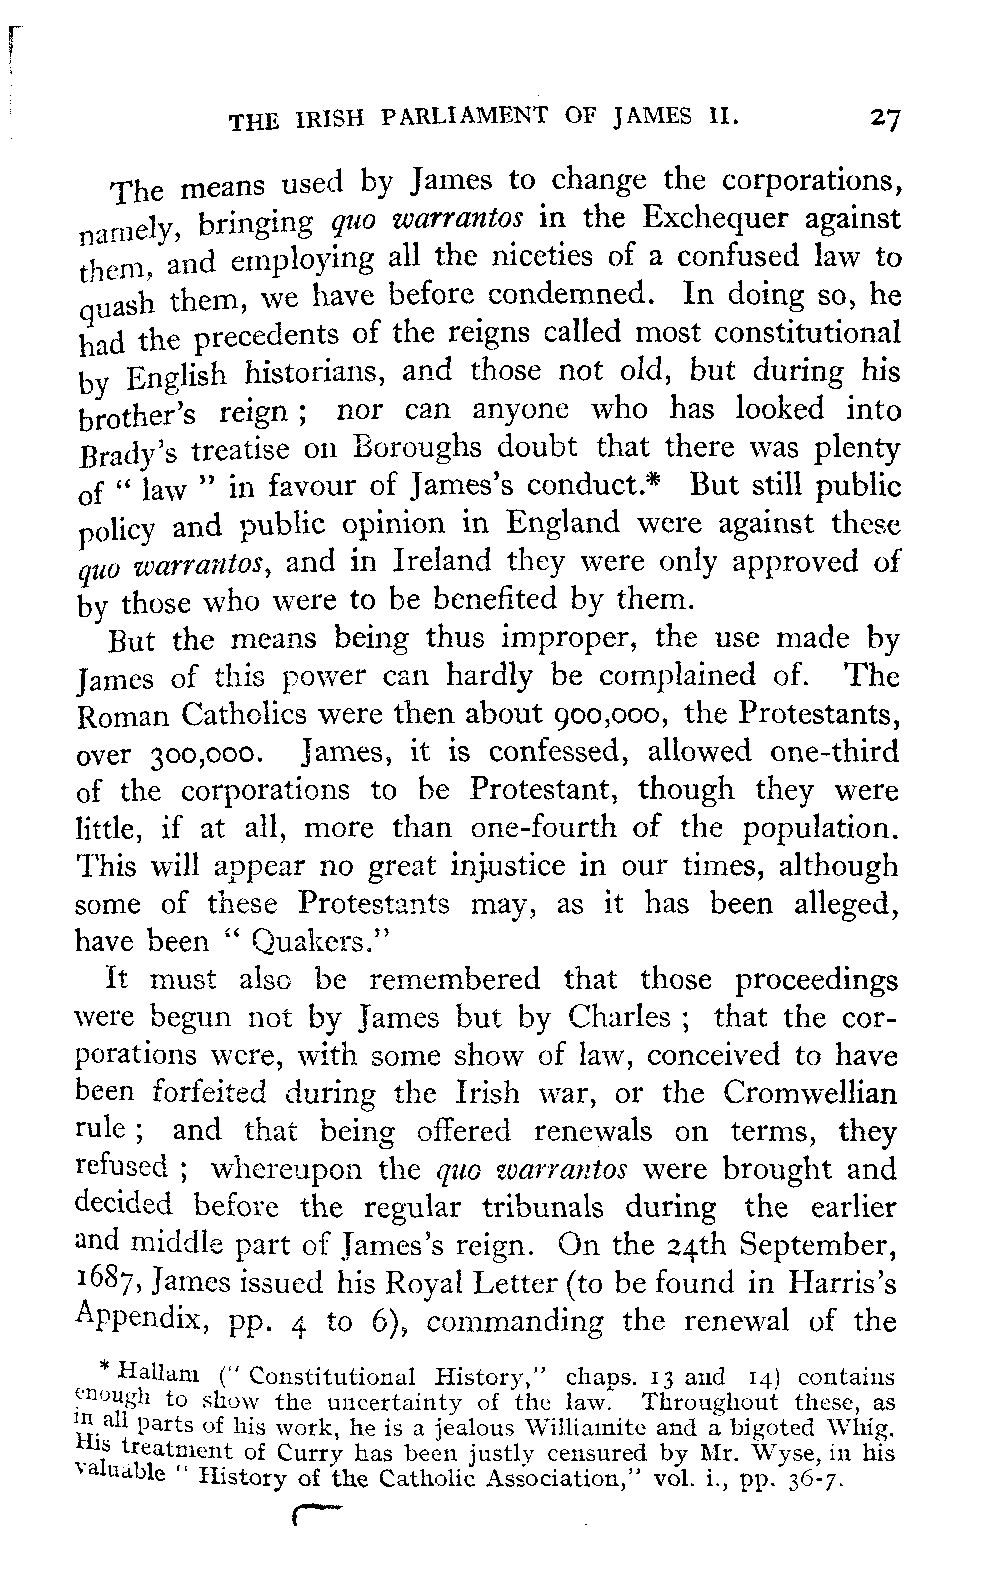 THE IRISH PARLIAMENT OF JAMES II. 27
The means used by James to change the corporations,
namely, bringing quo warrantos in the Exchequer against
them, and employing all the niceties of a confused law to
quash them, we have before condemned. In doing so, he
had the precedents of the reigns called most constitutional
by English historians, and those not old, but during his
brother's reign ; nor can anyone who has looked into
Brady's treatise on Boroughs doubt that there was plenty
of " law " in favour of James's conduct.* But still public
policy and public opinion in England were against these
quo warrantos, and in Ireland they were only approved of
by those who were to be benefited by them.
But the means being thus improper, the use made by
James of this power can hardly be complained of. The
Roman Catholics were then about 900,000, the Protestants,
over 300,000. James, it is confessed, allowed one-third
of the corporations to be Protestant, though they were
little, if at all, more than one-fourth of the population.
This will appear no great injustice in our times, although
some of these Protestants may, as it has been alleged,
have been " Quakers."
It must also be remembered that those proceedings
were begun not by James but by Charles ; that the cor-
porations were, with some show of law, conceived to have
been forfeited during the Irish war, or the Cromwellian
rule ; and that being offered renewals on terms, they
refused ; whereupon the quo warrantos were brought and
decided before the regular tribunals during the earlier
and middle part of James's reign. On the 24th September,
1687, James issued his Royal Letter (to be found in Harris's
Appendix, pp. 4 to 6), commanding the renewal of the
* Hallam (" Constitutional History," chaps. 13 and 14) contains
enough to show the uncertainty of the law. Throughout these, as
in all parts of his work, he is a jealous Williamite and a bigoted Whig.
His treatment of Curry has been justly censured by Mr. Wyse, in his
valuable " History of the Catholic Association," vol. i., pp. 36-7.